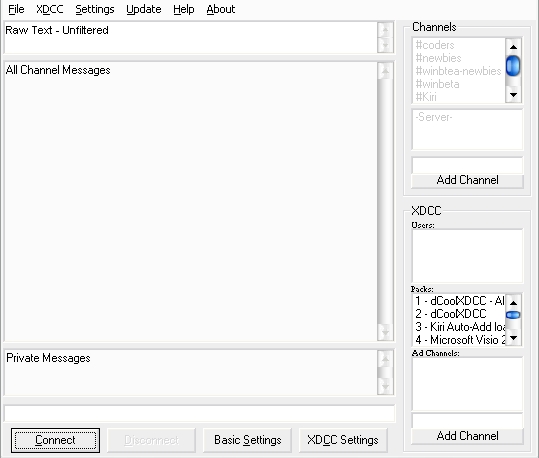 File XDCC Settings Update Help About
Raw Text - Unfiltered
All Channel Messages
Private Messages
Connect Disconnect Basic Settings XDCC Settings
Channels
#coders
#newbies
#winbtea-newbies
#winbeta
#Kiri
-Server-
Add Channel
XDCC
Users:
Packs:
1 - dCoolXDCC - Al
2 - dCoolXDCC
3 - Kiri Auto-Add loa
4 - Microsoft Visio 2
Ad Channels:
Add Channel